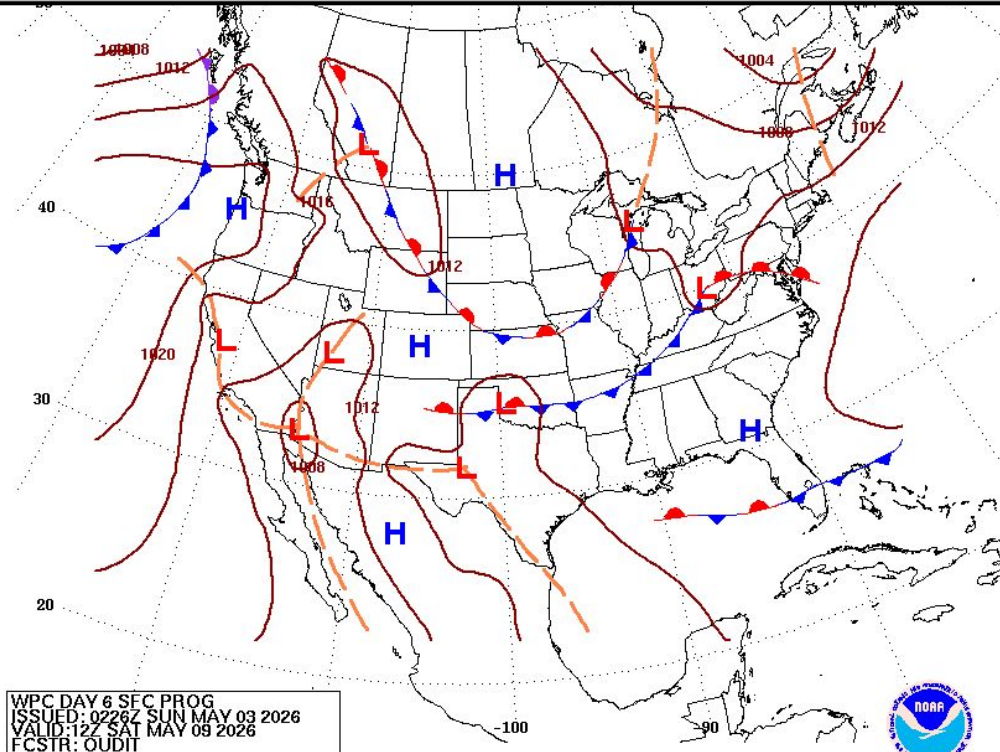 1008
1012
1004
1008
1012
40
H
L
H
L
1016
H
L
1012
L
L
H
1020
L
30
1012
L
H
L
1008
L
H
20
-100
-90
WPC DAY 6 SFC PROG
ISSUED: 0226Z SUN MAY 03 2026
VALID:12Z SAT MAY 09 2026
FCSTR: OUDIT
NOAA